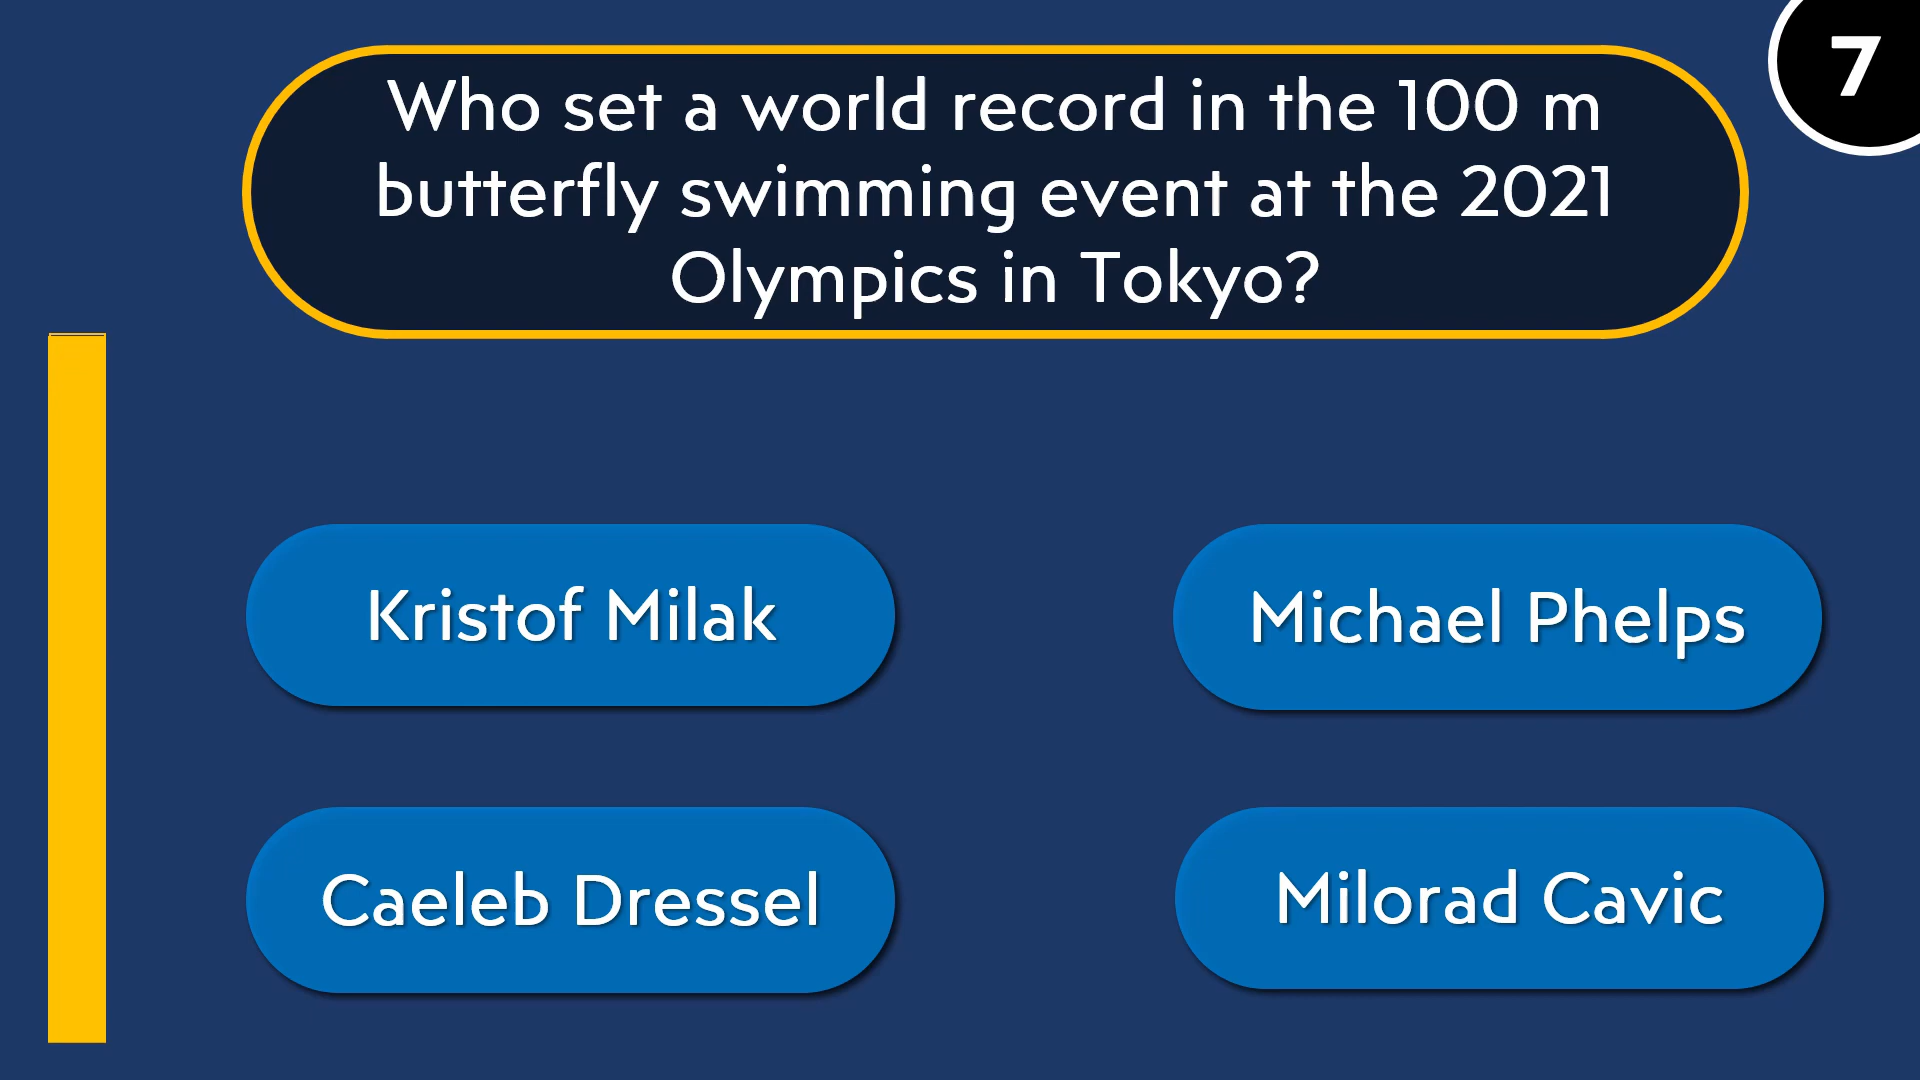 7
Who set a world record in the 100 m
butterfly swimming event at the 2021
Olympics in Tokyo?
Kristof Milak
Michael Phelps
Caeleb Dressel
Milorad Cavic